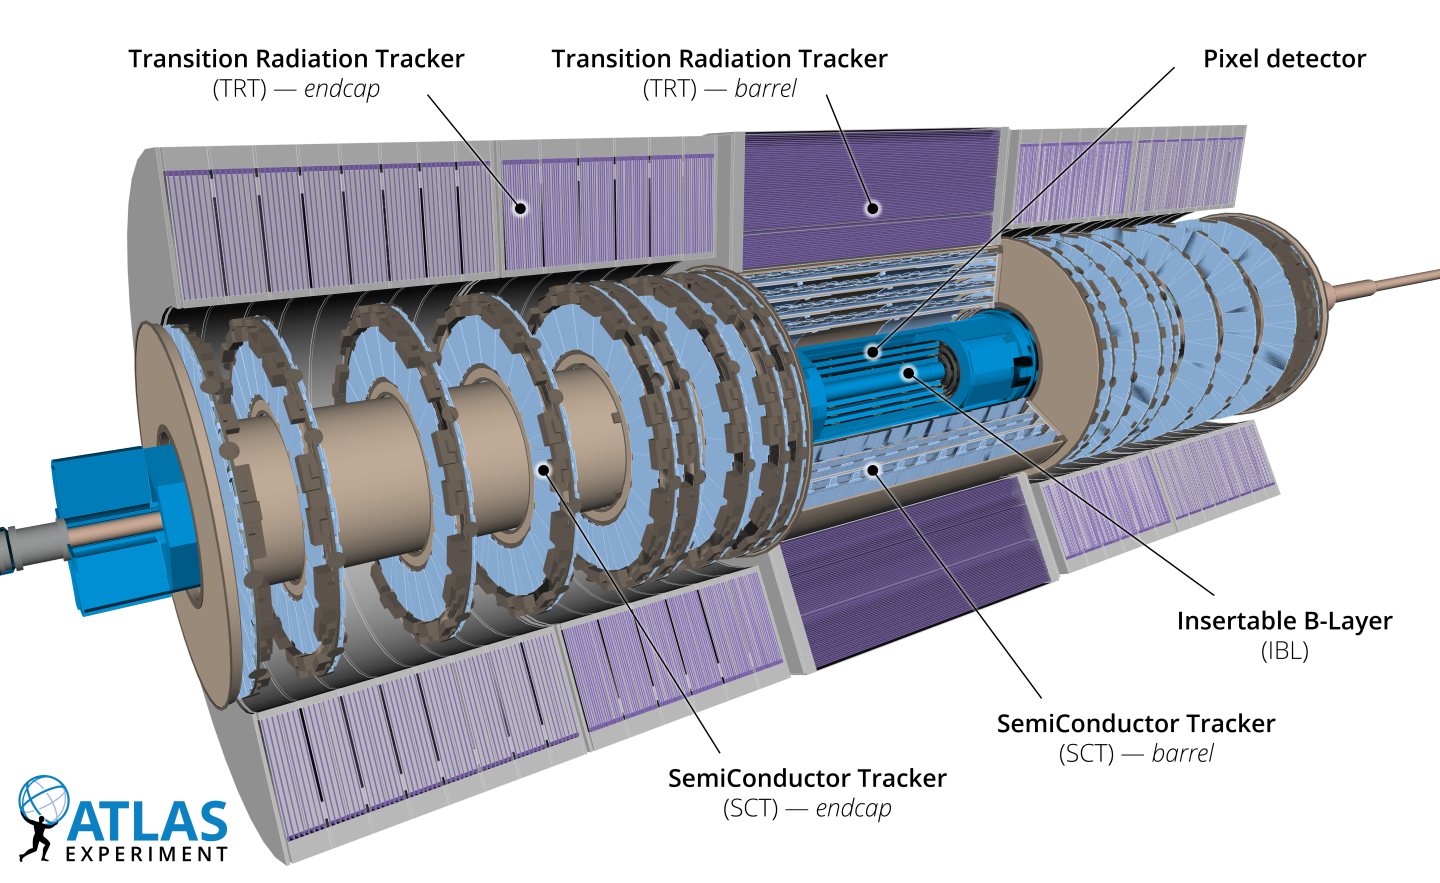 Transition Radiation Tracker
(TRT) — endcap
Transition Radiation Tracker
(TRT) — barrel
Pixel detector
Insertable B-Layer
(IBL)
SemiConductor Tracker
(SCT) — barrel
SemiConductor Tracker
(SCT) — endcap
ATLAS
EXPERIMENT